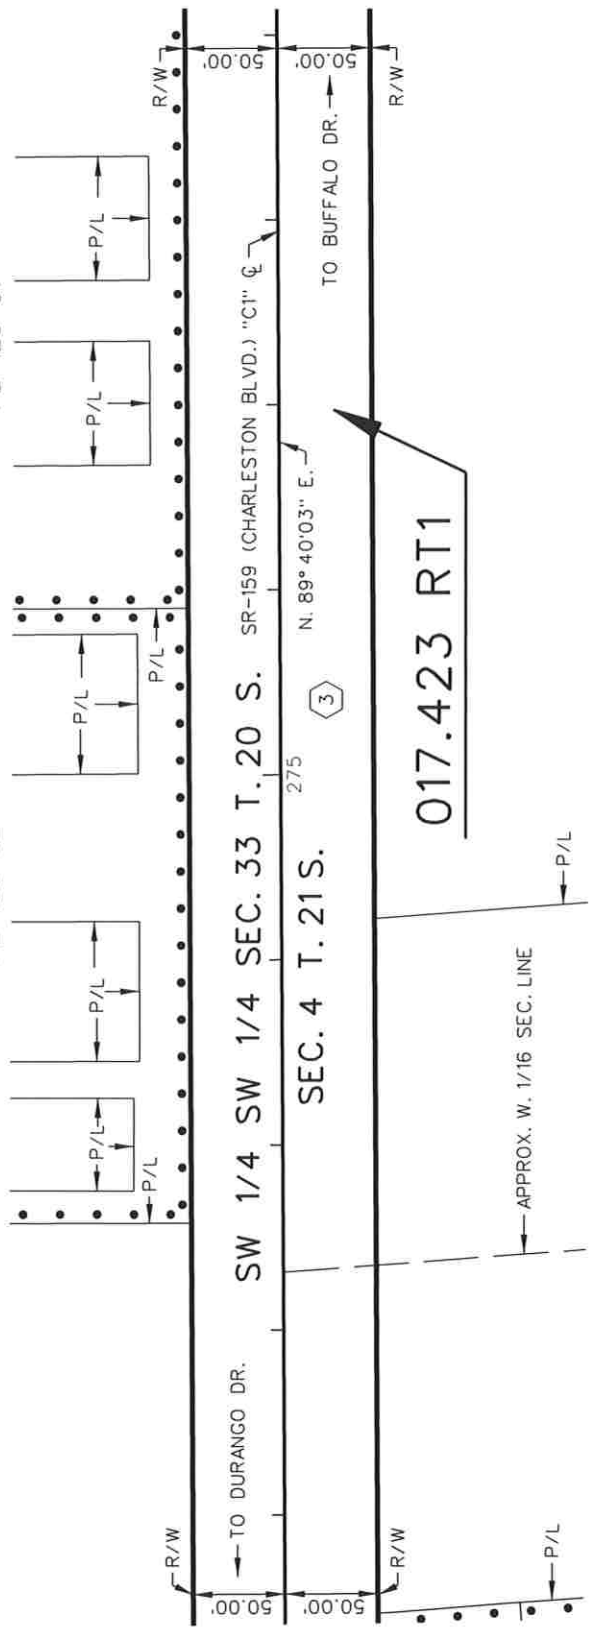 P/L
P/L
P/L
P/L
P/L
P/L
P/L
R/W
R/W
50.00'
50.00'
← TO DURANGO DR.
SW 1/4 SW 1/4 SEC. 33 T. 20 S.
SR-159 (CHARLESTON BLVD.) "C1" ℄
275
N. 89° 40'03" E.
SEC. 4 T. 21 S.
3
TO BUFFALO DR. →
50.00'
50.00'
R/W
R/W
017.423 RT1
APPROX. W. 1/16 SEC. LINE
P/L
P/L